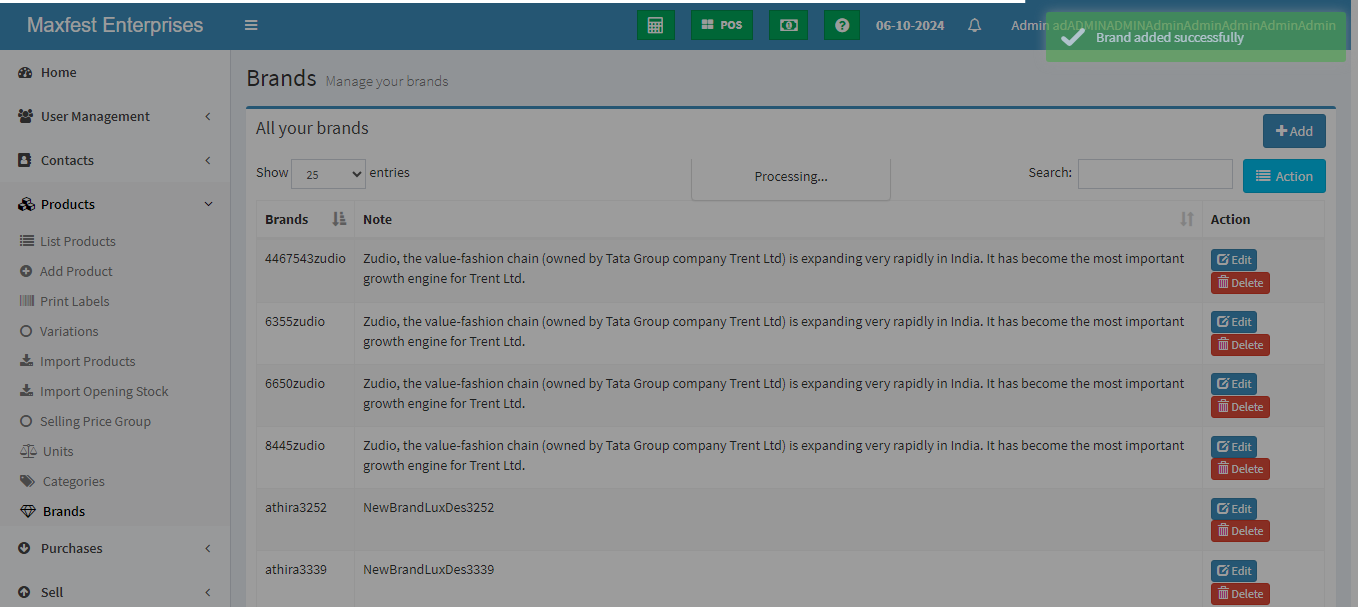 Maxfest Enterprises
POS
06-10-2024
Admin adADMINADMINAdminAdminAdminAdminAdmin
Brand added successfully
Home
User Management
Contacts
Products
List Products
Add Product
Print Labels
Variations
Import Products
Import Opening Stock
Selling Price Group
Units
Categories
Brands
Purchases
Sell
Brands Manage your brands
All your brands
Add
Show 25 entries
Processing...
Search:
Action
Brands Note Action
4467543zudio Zudio, the value-fashion chain (owned by Tata Group company Trent Ltd) is expanding very rapidly in India. It has become the most important Edit
growth engine for Trent Ltd. Delete
6355zudio Zudio, the value-fashion chain (owned by Tata Group company Trent Ltd) is expanding very rapidly in India. It has become the most important Edit
growth engine for Trent Ltd. Delete
6650zudio Zudio, the value-fashion chain (owned by Tata Group company Trent Ltd) is expanding very rapidly in India. It has become the most important Edit
growth engine for Trent Ltd. Delete
8445zudio Zudio, the value-fashion chain (owned by Tata Group company Trent Ltd) is expanding very rapidly in India. It has become the most important Edit
growth engine for Trent Ltd. Delete
athira3252 NewBrandLuxDes3252 Edit
Delete
athira3339 NewBrandLuxDes3339 Edit
Delete